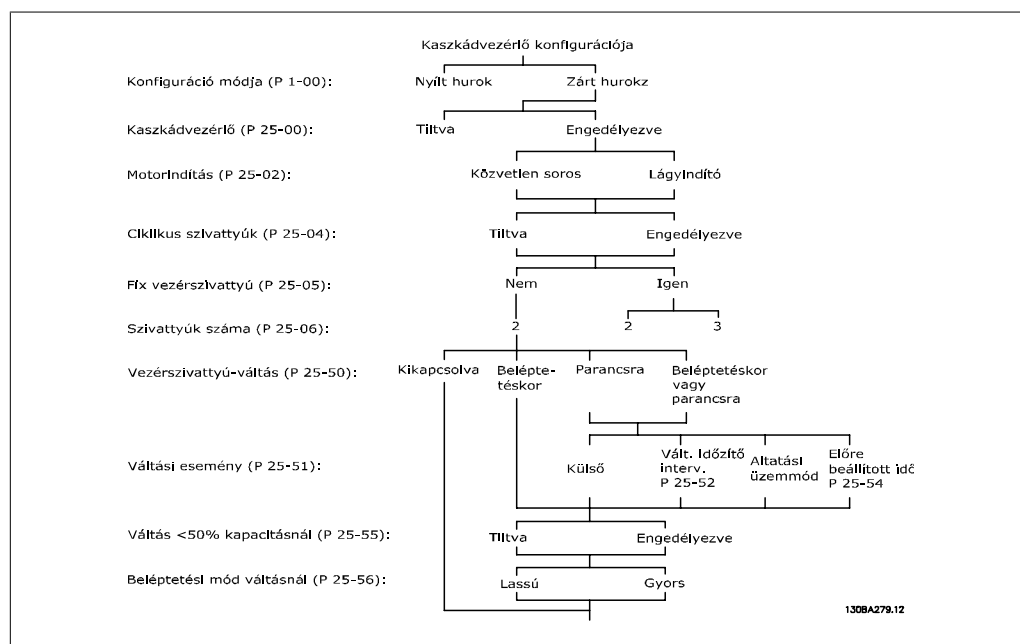 Kaszkádvezérlő konfigurációja
Konfiguráció módja (P 1-00): Nyílt hurok Zárt hurokz
Kaszkádvezérlő (P 25-00): Tiltva Engedélyezve
Motorindítás (P 25-02): Közvetlen soros Lágyindító
Ciklikus szivattyúk (P 25-04): Tiltva Engedélyezve
Fix vezérszivattyú (P 25-05): Nem Igen
Szivattyúk száma (P 25-06): 2 2 3
Vezérszivattyú-váltás (P 25-50): Kikapcsolva Belépte- Parancsra Beléptetéskor
téskor vagy
parancsra
Váltási esemény (P 25-51): Külső Vált. Időzítő Altatási Előre
interv. üzemmód beállított idő
P 25-52 P 25-54
Váltás <50% kapacitásnál (P 25-55): Tiltva Engedélyezve
Beléptetési mód váltásnál (P 25-56): Lassú Gyors
130BA279.12